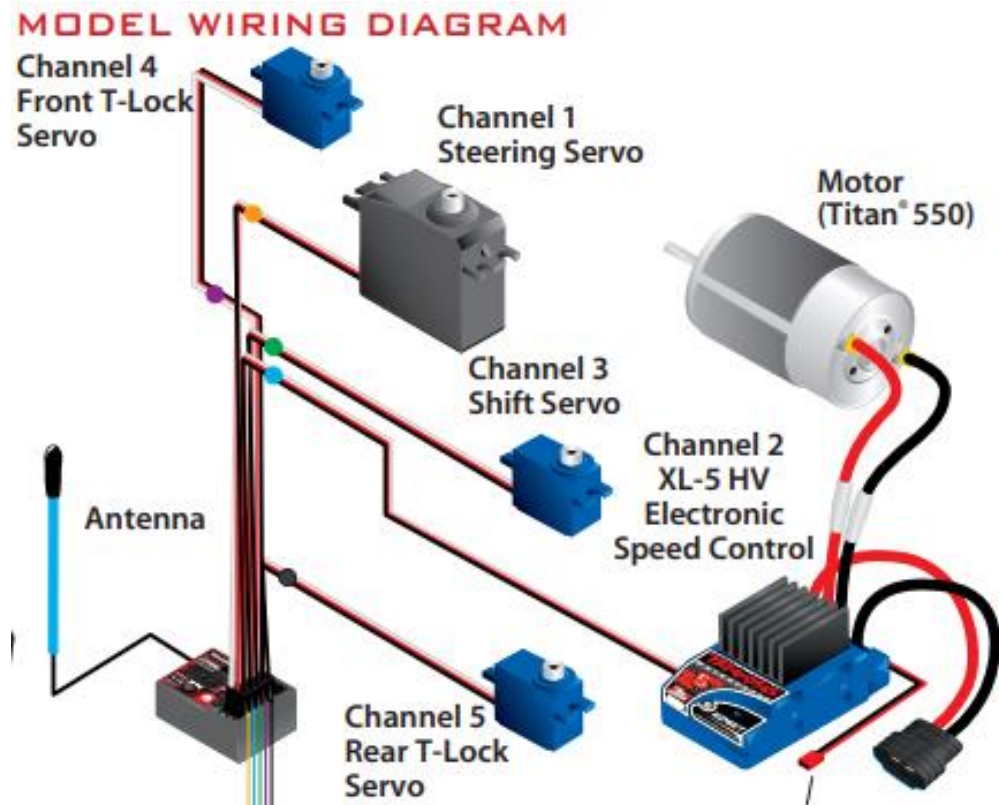 MODEL WIRING DIAGRAM
Channel 4
Front T-Lock
Servo
Channel 1
Steering Servo
Motor
(Titan® 550)
Channel 3
Shift Servo
Channel 2
XL-5 HV
Electronic
Speed Control
Antenna
Channel 5
Rear T-Lock
Servo